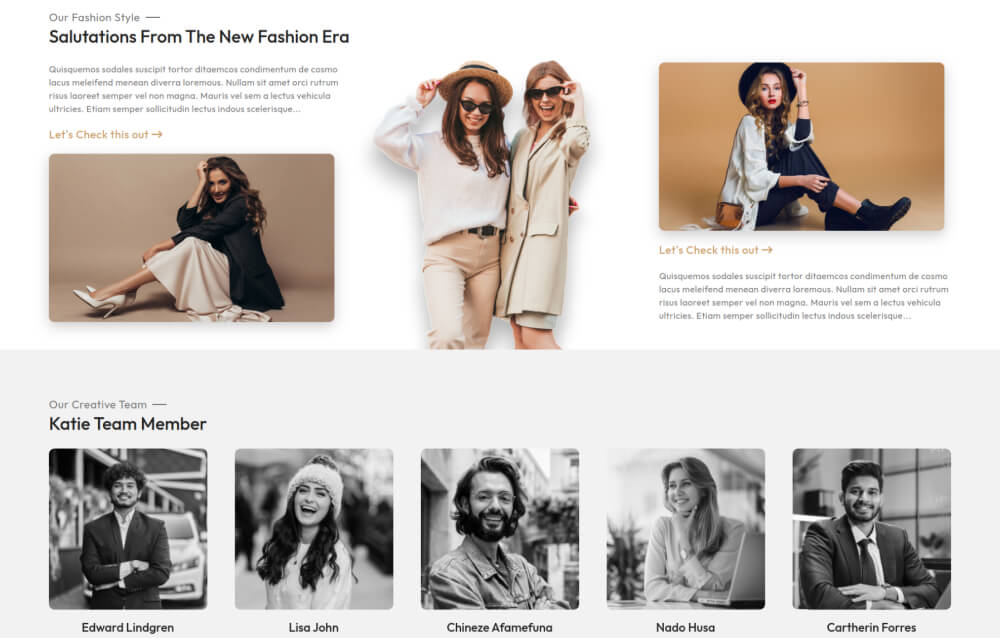 Our Fashion Style
Salutations From The New Fashion Era
Quisquemos sodales suscipit tortor ditaemcos condimentum de cosmo
lacus meleifend menean diverra loremous. Nullam sit amet orci rutrum
risus laoreet semper vel non magna. Mauris vel sem a lectus vehicula
ultricies. Etiam semper sollicitudin lectus indous scelerisque...
Let's Check this out →
Let's Check this out →
Quisquemos sodales suscipit tortor ditaemcos condimentum de cosmo
lacus meleifend menean diverra loremous. Nullam sit amet orci rutrum
risus laoreet semper vel non magna. Mauris vel sem a lectus vehicula
ultricies. Etiam semper sollicitudin lectus indous scelerisque...
Our Creative Team
Katie Team Member
Edward Lindgren
Lisa John
Chineze Afamefuna
Nado Husa
Cartherin Forres